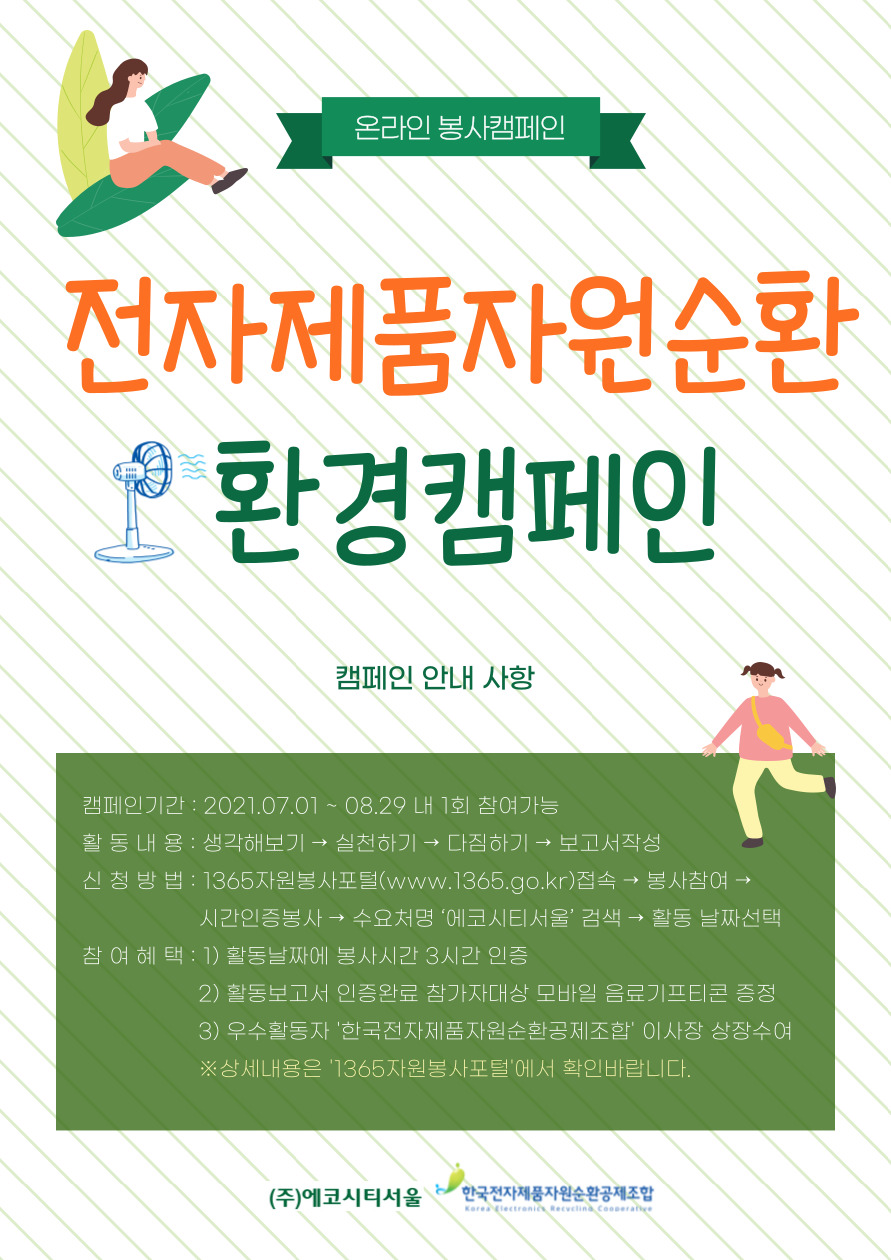 온라인 봉사캠페인
전자제품자원순환
환경캠페인
캠페인 안내 사항
캠페인기간 : 2021.07.01 ~ 08.29 내 1회 참여가능
활 동 내 용 : 생각해보기 → 실천하기 → 다짐하기 → 보고서작성
신 청 방 법 : 1365자원봉사포털(www.1365.go.kr)접속 → 봉사참여 →
시간인증봉사 → 수요처명 ‘에코시티서울’ 검색 → 활동 날짜선택
참 여 혜 택 : 1) 활동날짜에 봉사시간 3시간 인증
2) 활동보고서 인증완료 참가자대상 모바일 음료기프티콘 증정
3) 우수활동자 '한국전자제품자원순환공제조합' 이사장 상장수여
※상세내용은 '1365자원봉사포털'에서 확인바랍니다.
(주)에코시티서울
한국전자제품자원순환공제조합
Korea Electronics Recycling Cooperative